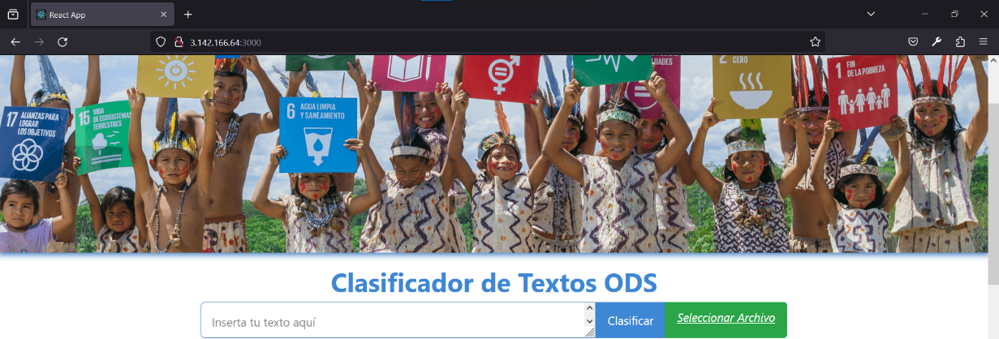 React App
3.142.166.64:3000
DADES
2
CERO
1 FIN
DE LA POBREZA
6 AGUA LIMPIA
Y SANEAMIENTO
17 ALIANZAS PARA
LOGRAR
LOS OBJETIVOS
15 VIDA
DE ECOSISTEMAS
TERRESTRES
Clasificador de Textos ODS
Inserta tu texto aquí
Clasificar
Seleccionar Archivo